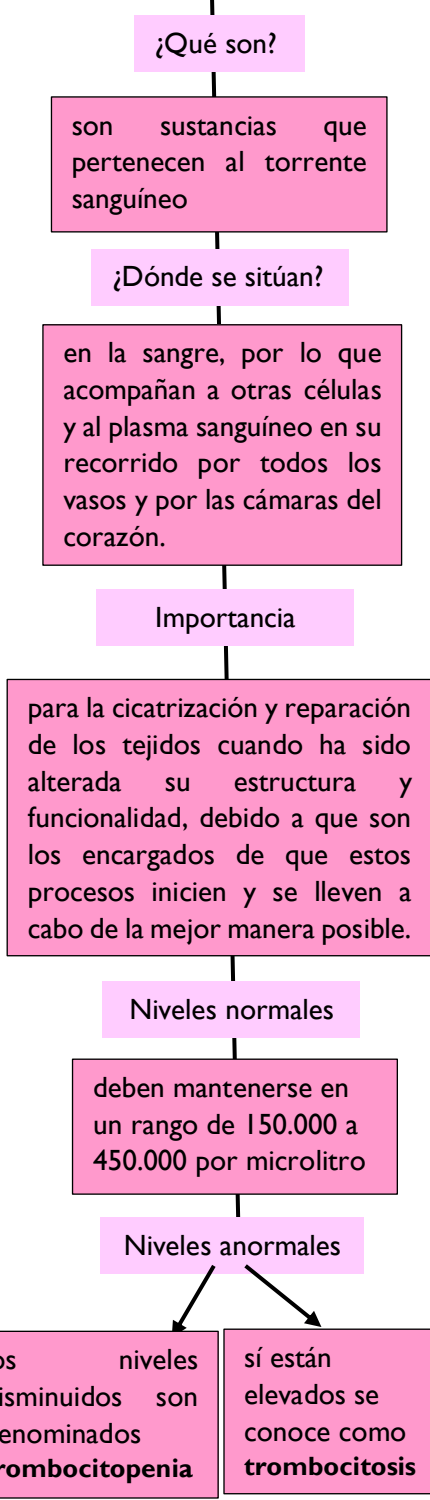 ¿Qué son?
son sustancias que
pertenecen al torrente
sanguíneo
¿Dónde se sitúan?
en la sangre, por lo que
acompañan a otras células
y al plasma sanguíneo en su
recorrido por todos los
vasos y por las cámaras del
corazón.
Importancia
para la cicatrización y reparación
de los tejidos cuando ha sido
alterada su estructura y
funcionalidad, debido a que son
los encargados de que estos
procesos inicien y se lleven a
cabo de la mejor manera posible.
Niveles normales
deben mantenerse en
un rango de 150.000 a
450.000 por microlitro
Niveles anormales
os niveles
isminuidos son
enominados
rombocitopenia
sí están
elevados se
conoce como
trombocitosis